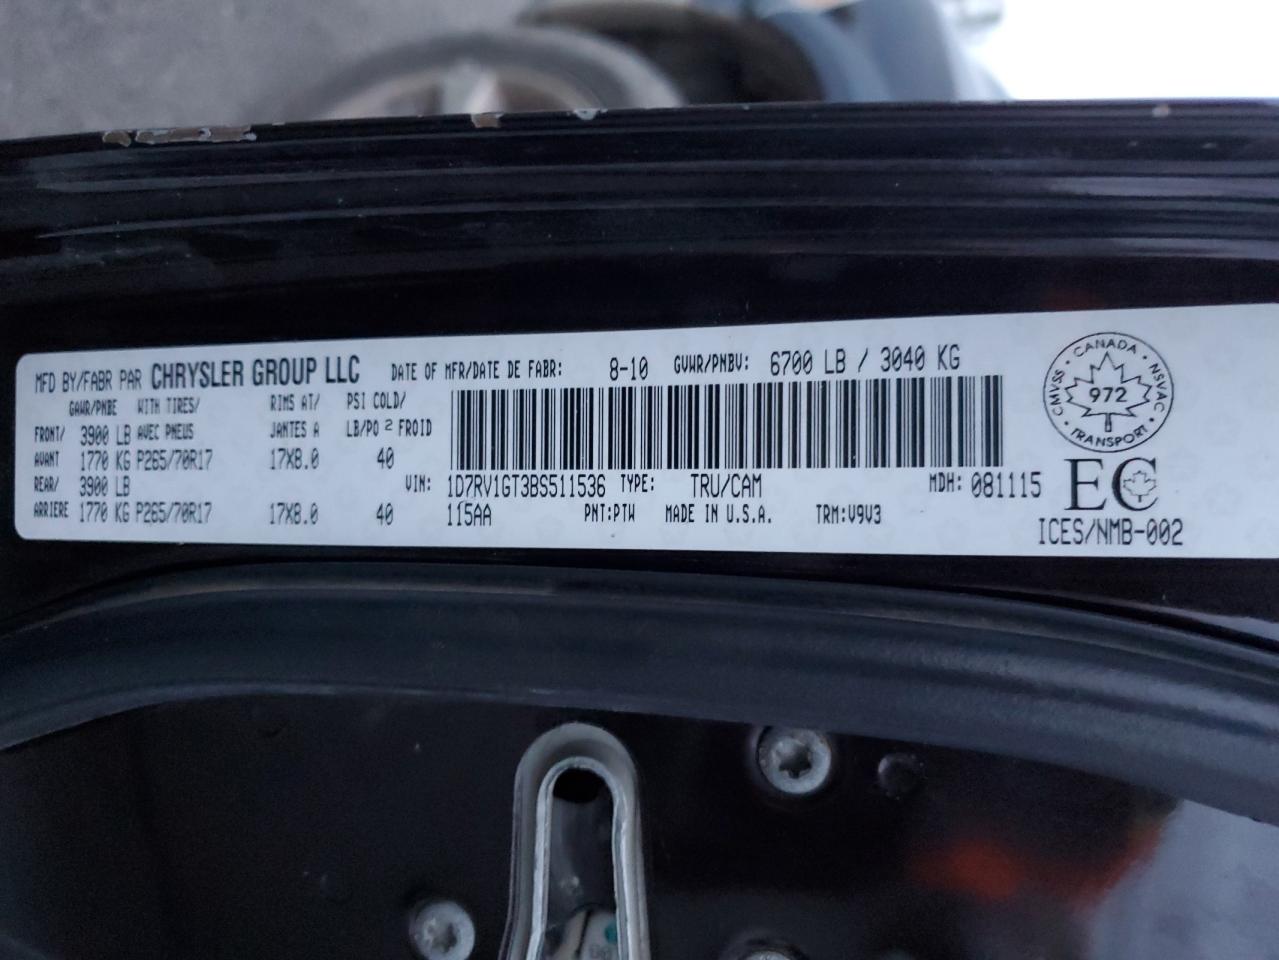 MFD BY/FABR PAR CHRYSLER GROUP LLC DATE OF MFR/DATE DE FABR: 8-10 GVWR/PNBV: 6700 LB / 3040 KG
GAWR/PNBE WITH TIRES/ RIMS AT/ PSI COLD/
FRONT/ 3900 LB AVEC PNEUS JANTES A LB/PO 2 FROID
AVANT 1770 KG P265/70R17 17X8.0 40
REAR/ 3900 LB VIN: 1D7RV1GT3BS511536 TYPE: TRU/CAM MDH: 081115
ARRIERE 1770 KG P265/70R17 17X8.0 40 115AA PNT:PTW MADE IN U.S.A. TRM:V9V3
CANADA
CMVSS 972 NSVAC
TRANSPORT
EC
ICES/NMB-002